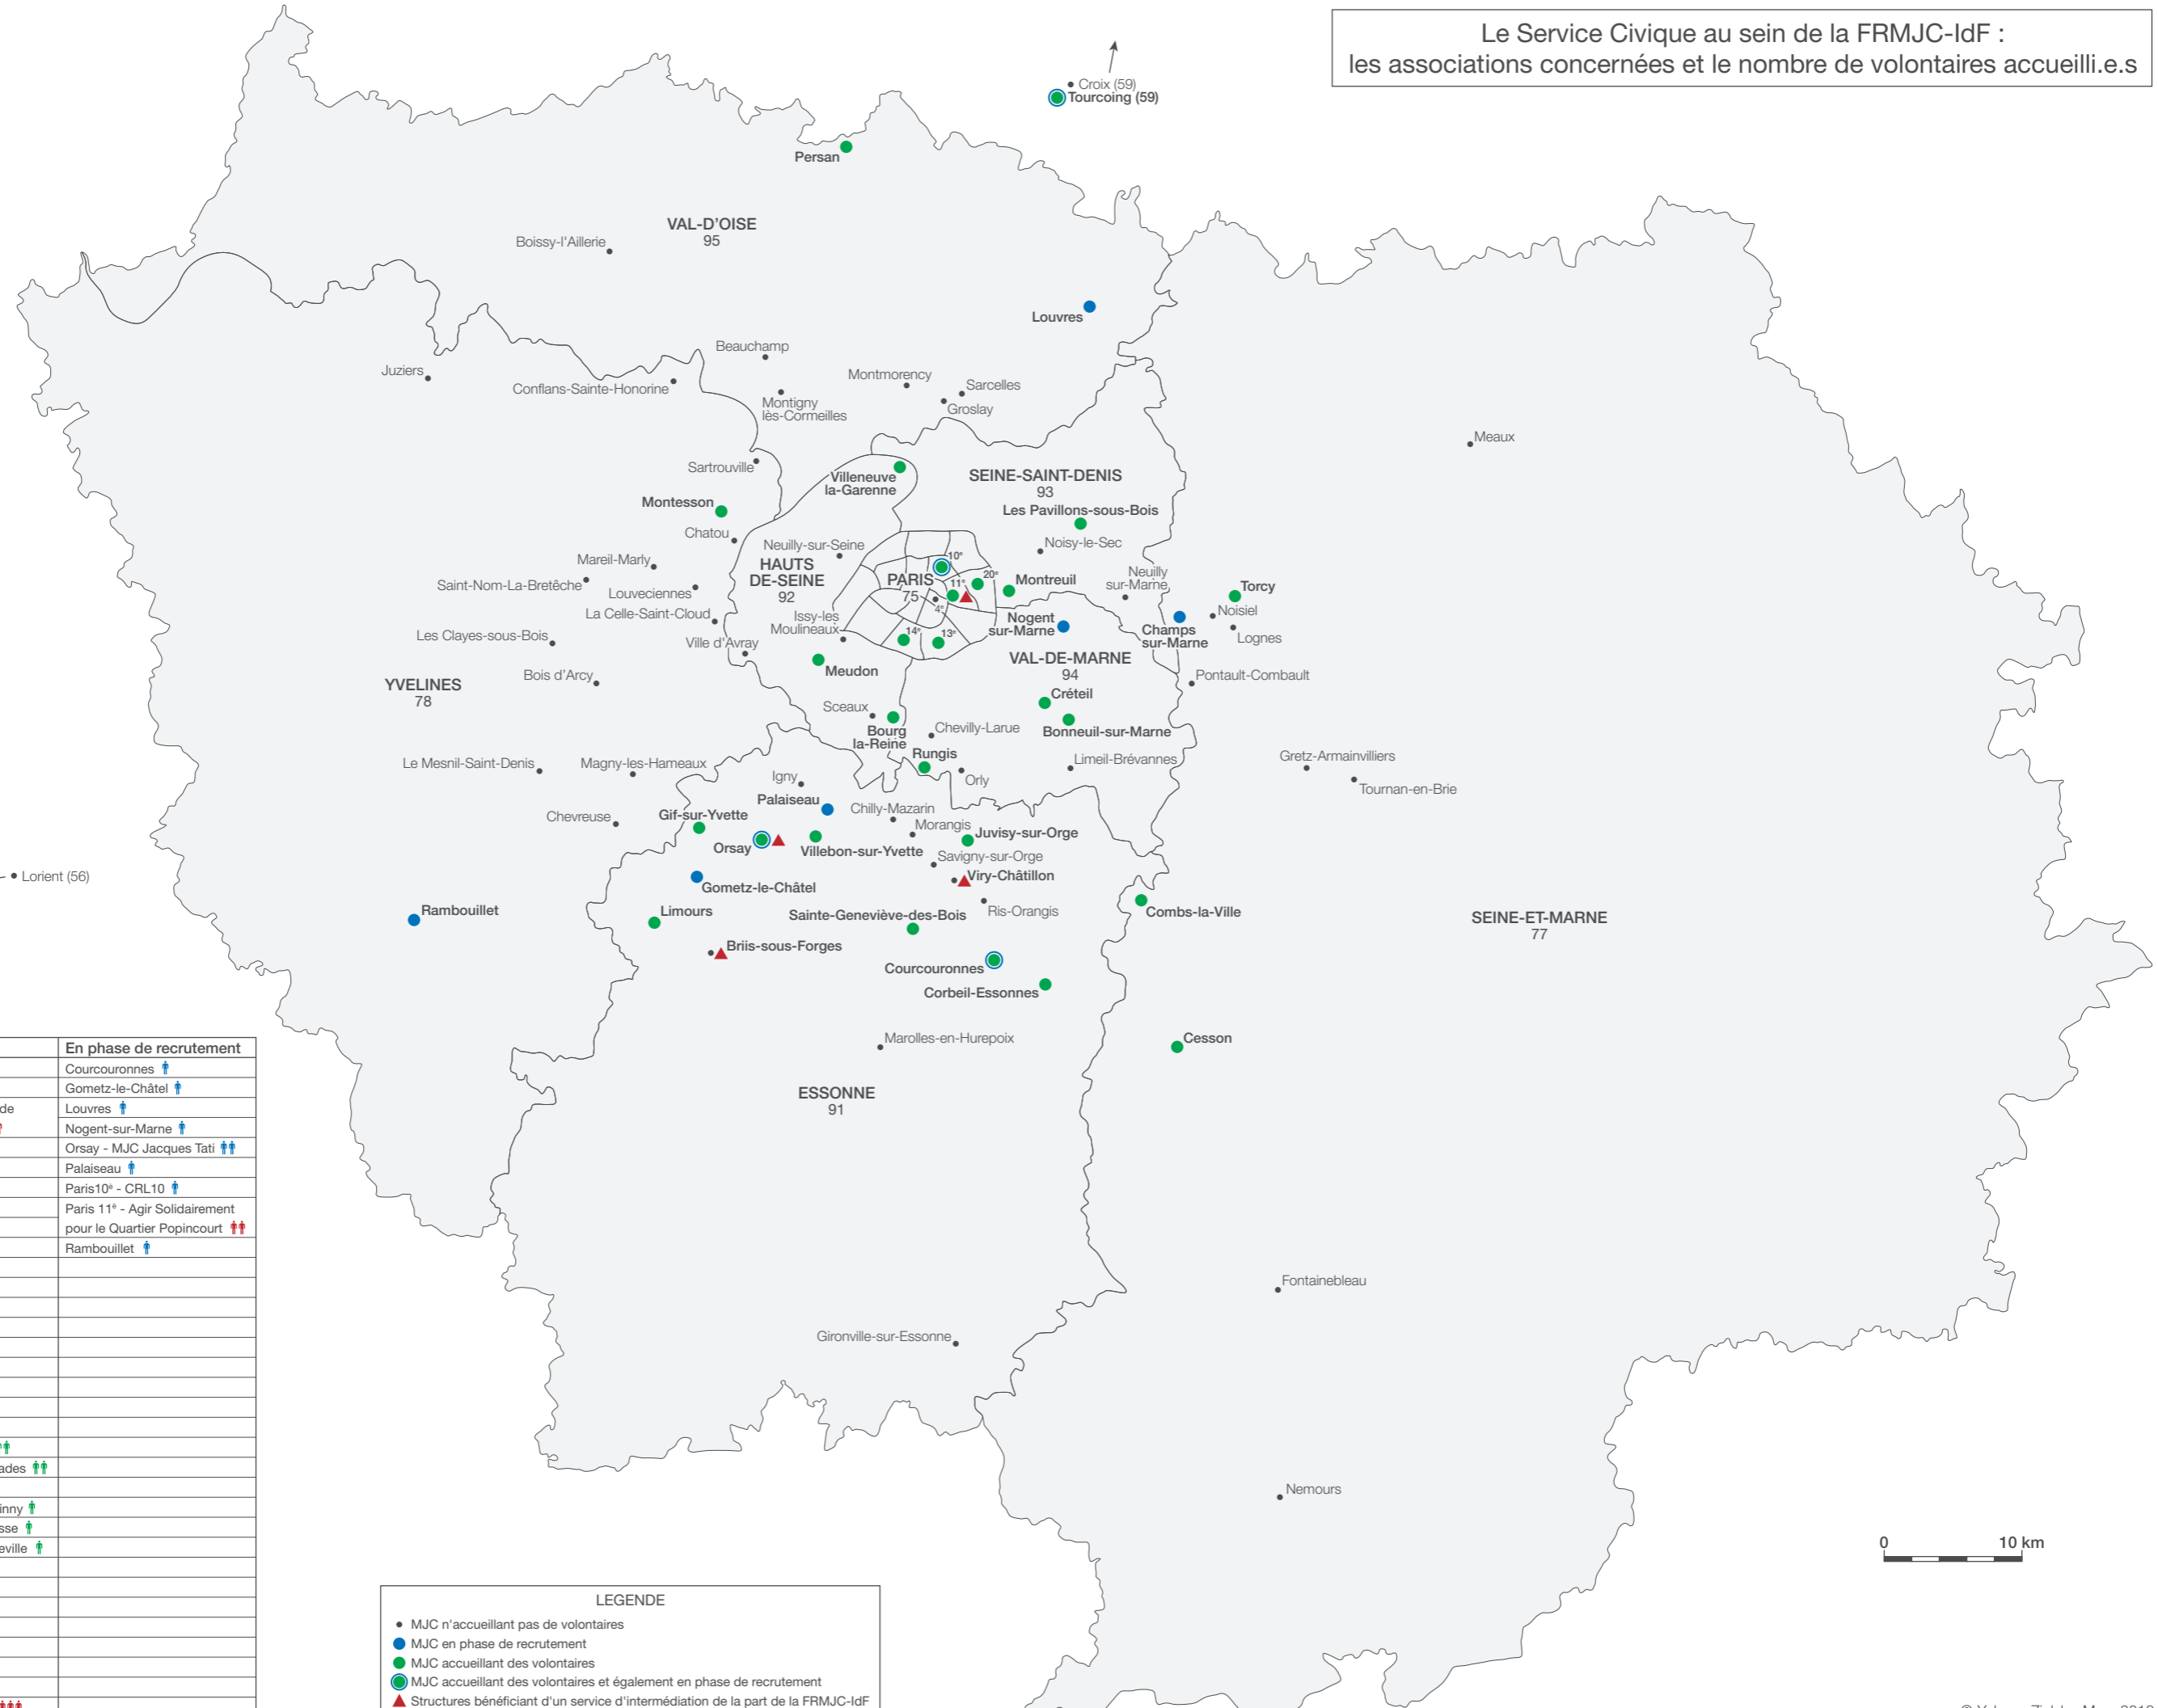 Le Service Civique au sein de la FRMJC-IdF :
les associations concernées et le nombre de volontaires accueilli.e.s
Croix (59)
Tourcoing (59)
Persan
VAL-D'OISE
95
Boissy-l'Aillerie
Louvres
Beauchamp
Juziers
Conflans-Sainte-Honorine
Montmorency
Sarcelles
Montigny
lès-Cormeilles
Groslay
Meaux
Sartrouville
Villeneuve
la-Garenne
SEINE-SAINT-DENIS
93
Montesson
Les Pavillons-sous-Bois
Chatou
Neuilly-sur-Seine
Noisy-le-Sec
Mareil-Marly
HAUTS
DE-SEINE
92
10e
PARIS
75
11e
20e
4e
14e
13e
Montreuil
Neuilly
sur-Marne
Torcy
Saint-Nom-La-Bretêche
Louveciennes
La Celle-Saint-Cloud
Issy-les
Moulineaux
Nogent
sur-Marne
Champs
sur-Marne
Noisiel
Lognes
Les Clayes-sous-Bois
Ville d'Avray
Meudon
VAL-DE-MARNE
94
YVELINES
78
Bois d'Arcy
Pontault-Combault
Créteil
Sceaux
Bourg
la-Reine
Chevilly-Larue
Bonneuil-sur-Marne
Rungis
Limeil-Brévannes
Gretz-Armainvilliers
Le Mesnil-Saint-Denis
Magny-les-Hameaux
Igny
Orly
Tournan-en-Brie
Palaiseau
Chilly-Mazarin
Chevreuse
Gif-sur-Yvette
Morangis
Juvisy-sur-Orge
Orsay
Villebon-sur-Yvette
Savigny-sur-Orge
Lorient (56)
Viry-Châtillon
Gometz-le-Châtel
Ris-Orangis
Rambouillet
Limours
Sainte-Geneviève-des-Bois
Combs-la-Ville
SEINE-ET-MARNE
77
Briis-sous-Forges
Courcouronnes
Corbeil-Essonnes
Marolles-en-Hurepoix
Cesson
ESSONNE
91
Fontainebleau
Gironville-sur-Essonne
Nemours
En phase de recrutement
Courcouronnes
Gometz-le-Châtel
de
Louvres
Nogent-sur-Marne
Orsay - MJC Jacques Tati
Palaiseau
Paris10è - CRL10
Paris 11è - Agir Solidairement
pour le Quartier Popincourt
Rambouillet
ades
inny
sse
eville
0 10 km
LEGENDE
MJC n'accueillant pas de volontaires
MJC en phase de recrutement
MJC accueillant des volontaires
MJC accueillant des volontaires et également en phase de recrutement
Structures bénéficiant d'un service d'intermédiation de la part de la FRMJC-IdF